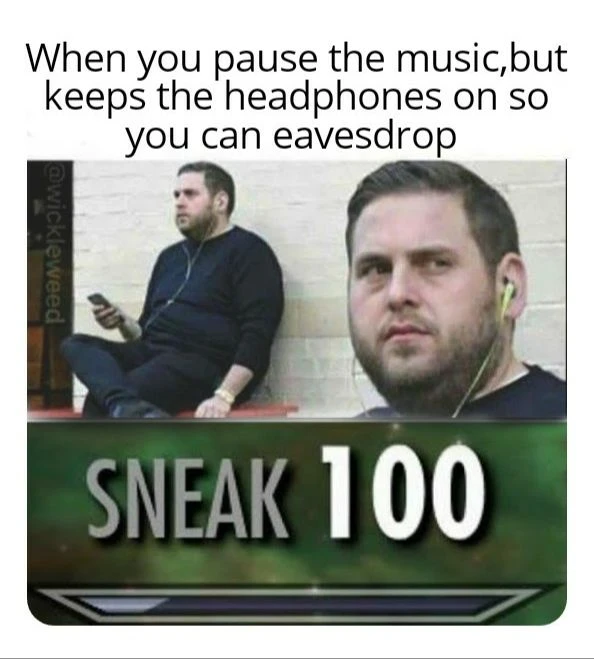 When you pause the music,but
keeps the headphones on so
you can eavesdrop
@wickleweed
SNEAK 100